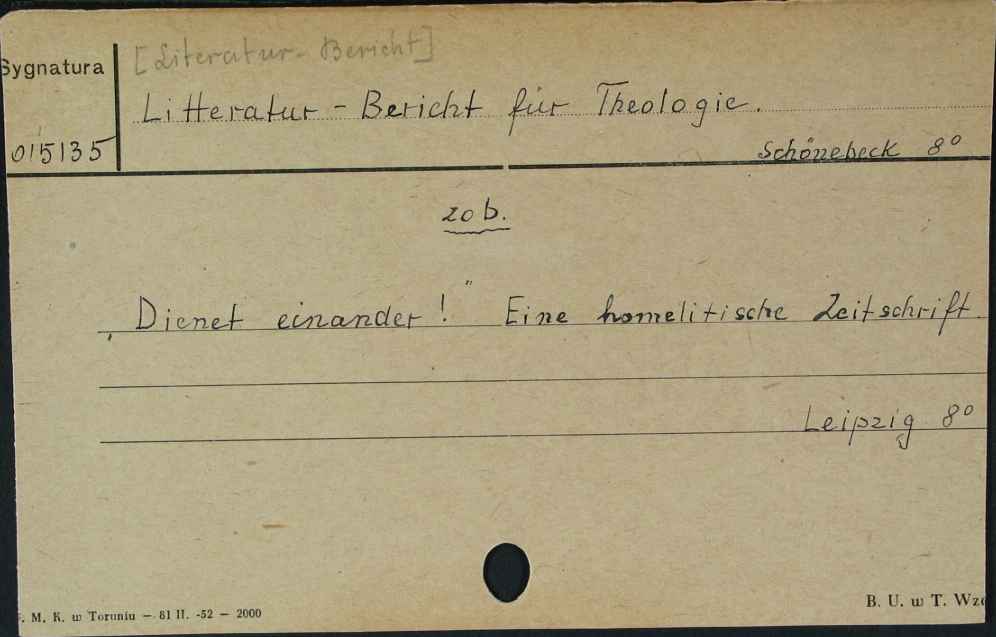 [Literatur-Bericht]
Sygnatura
Litteratur - Bericht für Theologie.
015135
Schönebeck 8°
zob.
„Dienet einander!" Eine homelitische Zeitschrift.
Leipzig 8°
. M. K. w Toruniu — 81 II. -52 — 2000
B. U. w T. Wzó